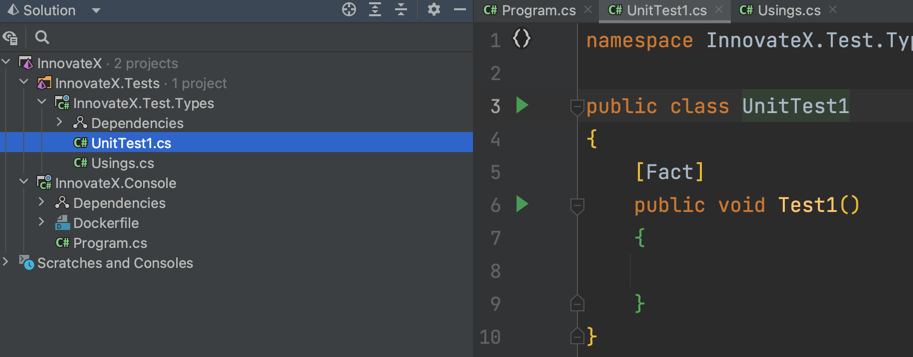 Solution
InnovateX · 2 projects
InnovateX.Tests · 1 project
InnovateX.Test.Types
Dependencies
C# UnitTest1.cs
C# Usings.cs
InnovateX.Console
Dependencies
Dockerfile
C# Program.cs
Scratches and Consoles
C# Program.cs C# UnitTest1.cs C# Usings.cs
1 namespace InnovateX.Test.Typ
2
3 public class UnitTest1
4 {
5 [Fact]
6 public void Test1()
7 {
8
9 }
10 }